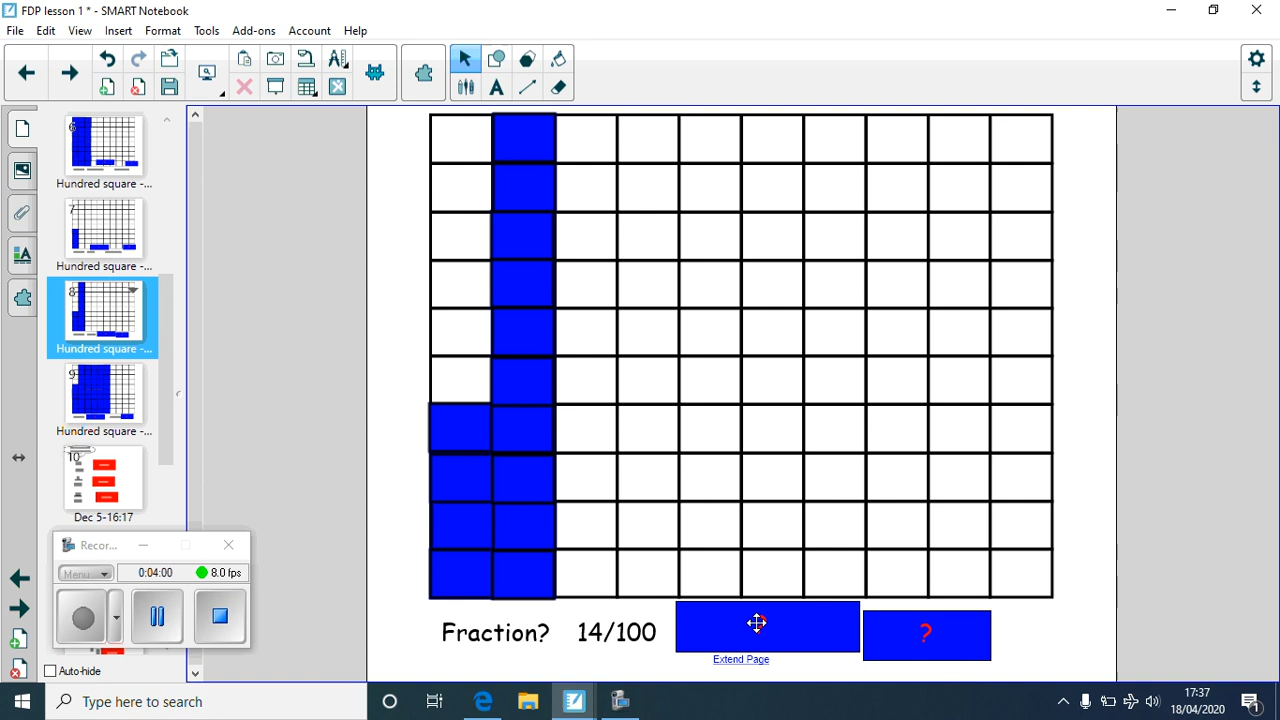 FDP lesson 1 * - SMART Notebook
File Edit View Insert Format Tools Add-ons Account Help
6
Hundred square -...
7
Hundred square -...
8
Hundred square -...
9
Hundred square -...
10
Dec 5-16:17
Recor...
Menu 0:04:00 8.0 fps
Auto-hide
Fraction? 14/100 ?
Extend Page
Type here to search
17:37
18/04/2020
1